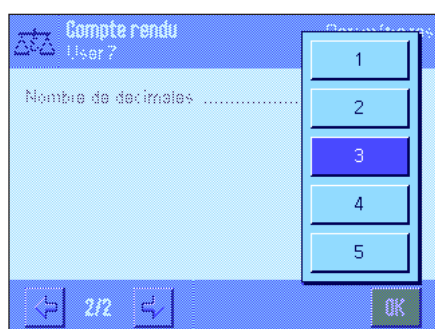 Compte rendu
User 7
Nombre de decimales ..................
1
2
3
4
5
2/2
OK